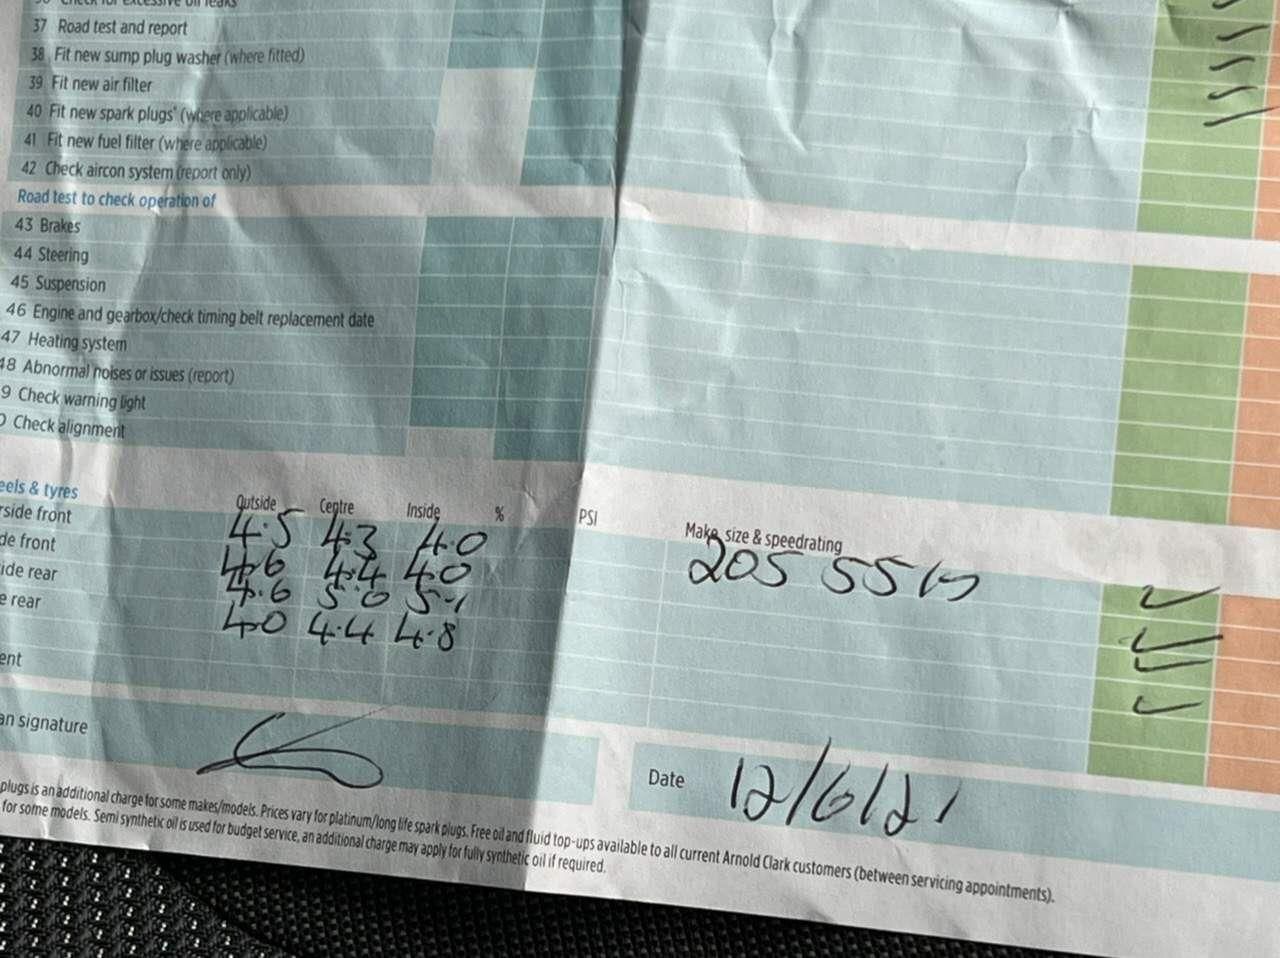 Check for excessive oil leaks
37 Road test and report
38 Fit new sump plug washer (where fitted)
39 Fit new air filter
40 Fit new spark plugs* (where applicable)
41 Fit new fuel filter (where applicable)
42 Check aircon system (report only)
Road test to check operation of
43 Brakes
44 Steering
45 Suspension
46 Engine and gearbox/check timing belt replacement date
47 Heating system
48 Abnormal noises or issues (report)
9 Check warning light
0 Check alignment
eels & tyres Outside Centre Inside % PSI Make, size & speedrating
rside front 4.5 4.3 4.0 205 55
de front 4.6 4.4 4.0
ide rear 4.6 5.0 5.1
e rear 4.0 4.4 4.8
ent
an signature
Date 12/6/21
plugs is an additional charge for some makes/models. Prices vary for platinum/long life spark plugs. Free oil and fluid top-ups available to all current Arnold Clark customers (between servicing appointments).
for some models. Semi synthetic oil is used for budget service, an additional charge may apply for fully synthetic oil if required.